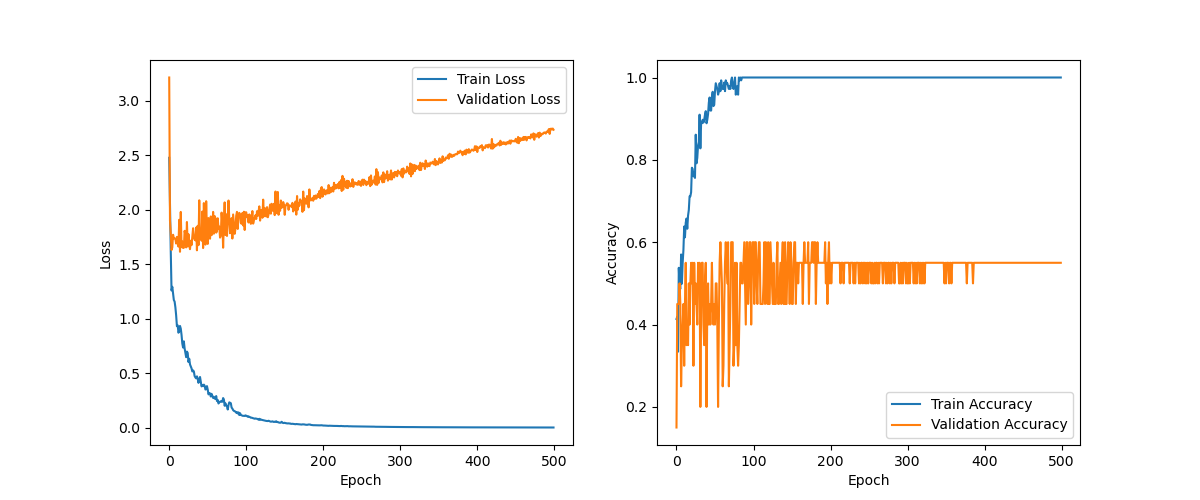 Train Loss
Validation Loss
3.0
2.5
2.0
1.5
1.0
0.5
0.0
Loss
0 100 200 300 400 500
Epoch
1.0
0.8
0.6
0.4
0.2
Accuracy
Train Accuracy
Validation Accuracy
0 100 200 300 400 500
Epoch